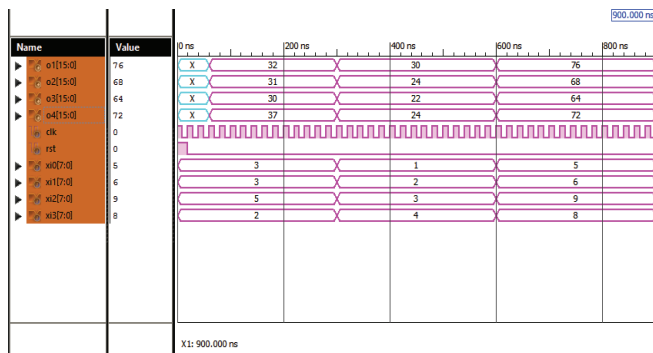 900.000 ns
Name Value 0 ns 200 ns 400 ns 600 ns 800 ns
o1[15:0] 76 X 32 30 76
o2[15:0] 68 X 31 24 68
o3[15:0] 64 X 30 22 64
o4[15:0] 72 X 37 24 72
clk 0
rst 0
xi0[7:0] 5 3 1 5
xi1[7:0] 6 3 2 6
xi2[7:0] 9 5 3 9
xi3[7:0] 8 2 4 8
X1: 900.000 ns